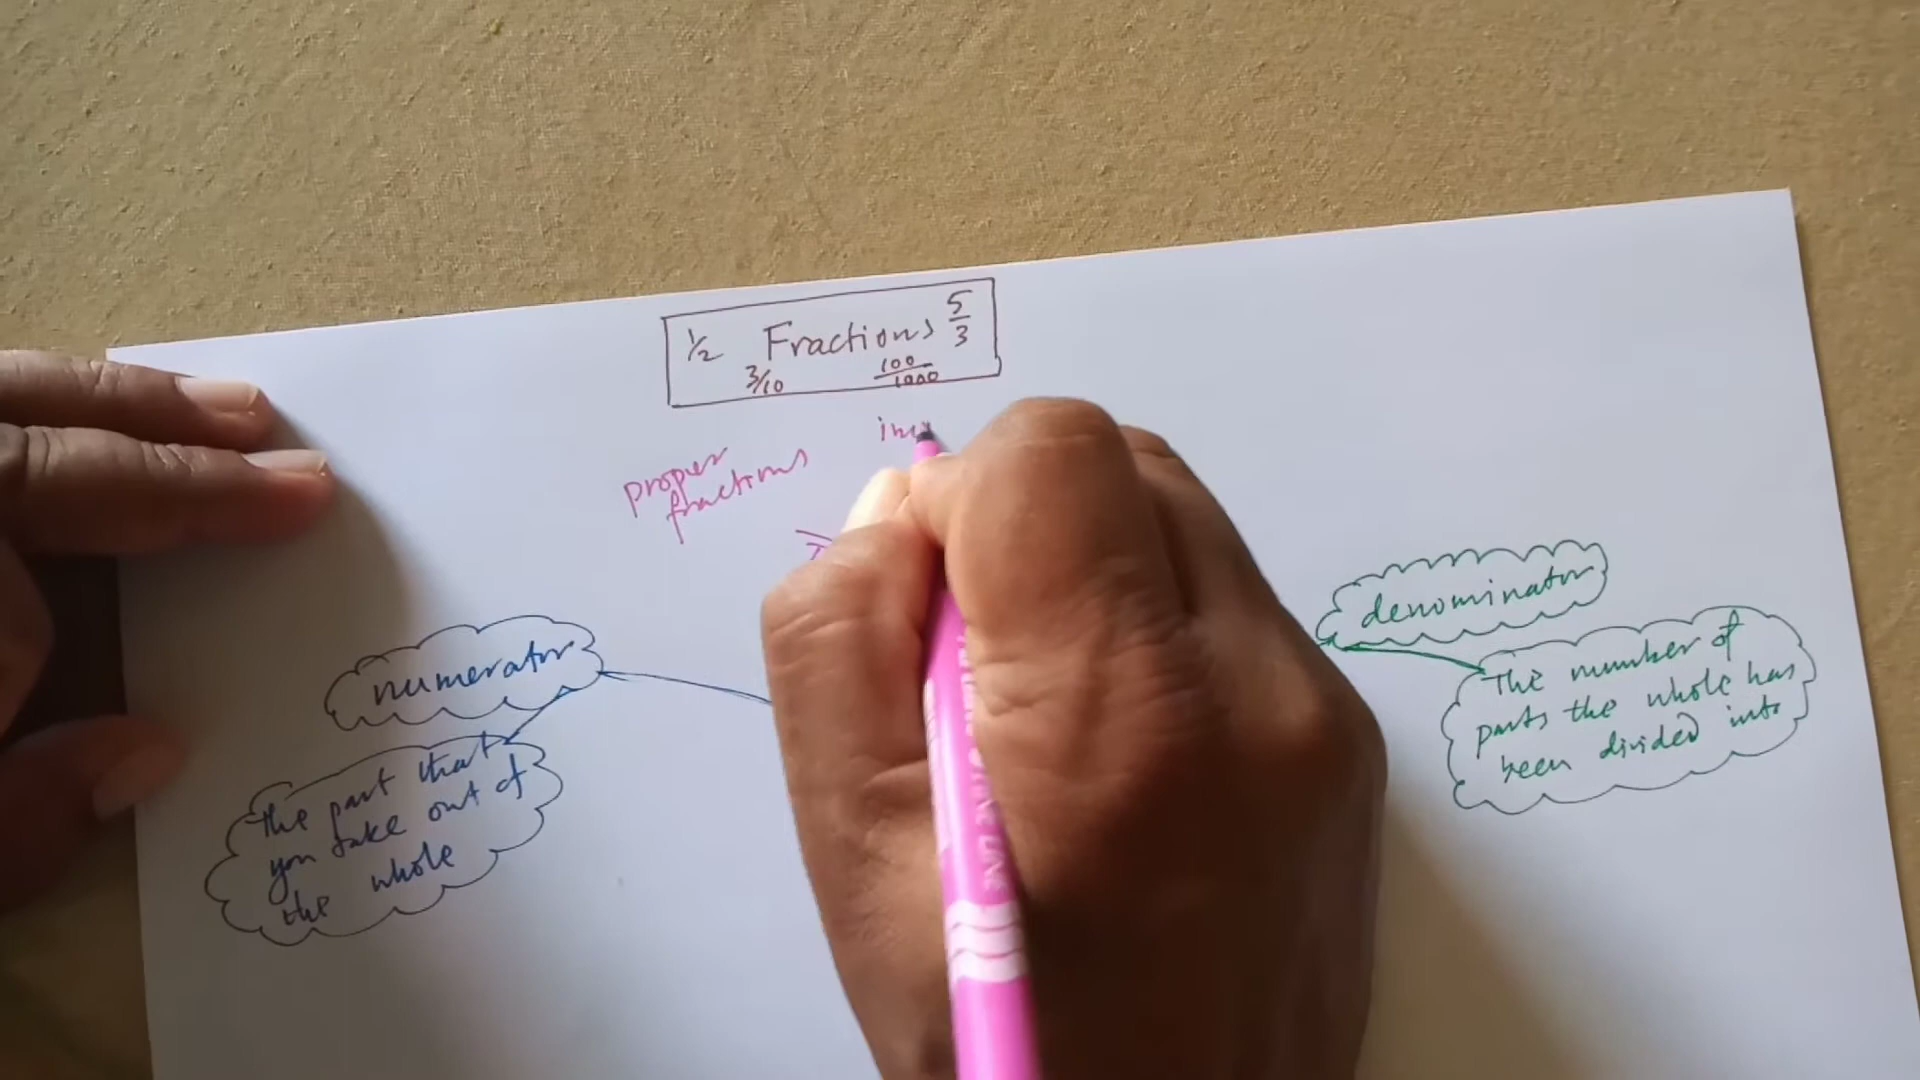 1/2 Fractions 5/3
3/10 100/1000
proper
fractions
numerator
the part that
you take out of
the whole
denominator
The number of
parts the whole has
been divided into